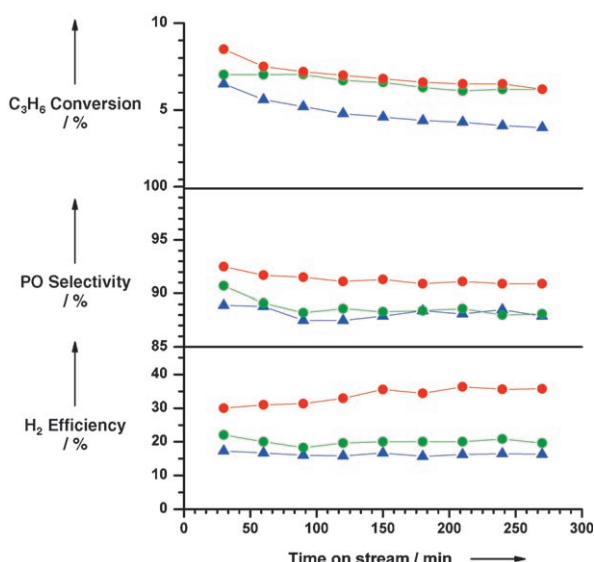 10
C₃H₆ Conversion
/ %
5
100
95
PO Selectivity
/ %
90
85
40
H₂ Efficiency
/ %
30
20
10
0
0 50 100 150 200 250 300
Time on stream / min